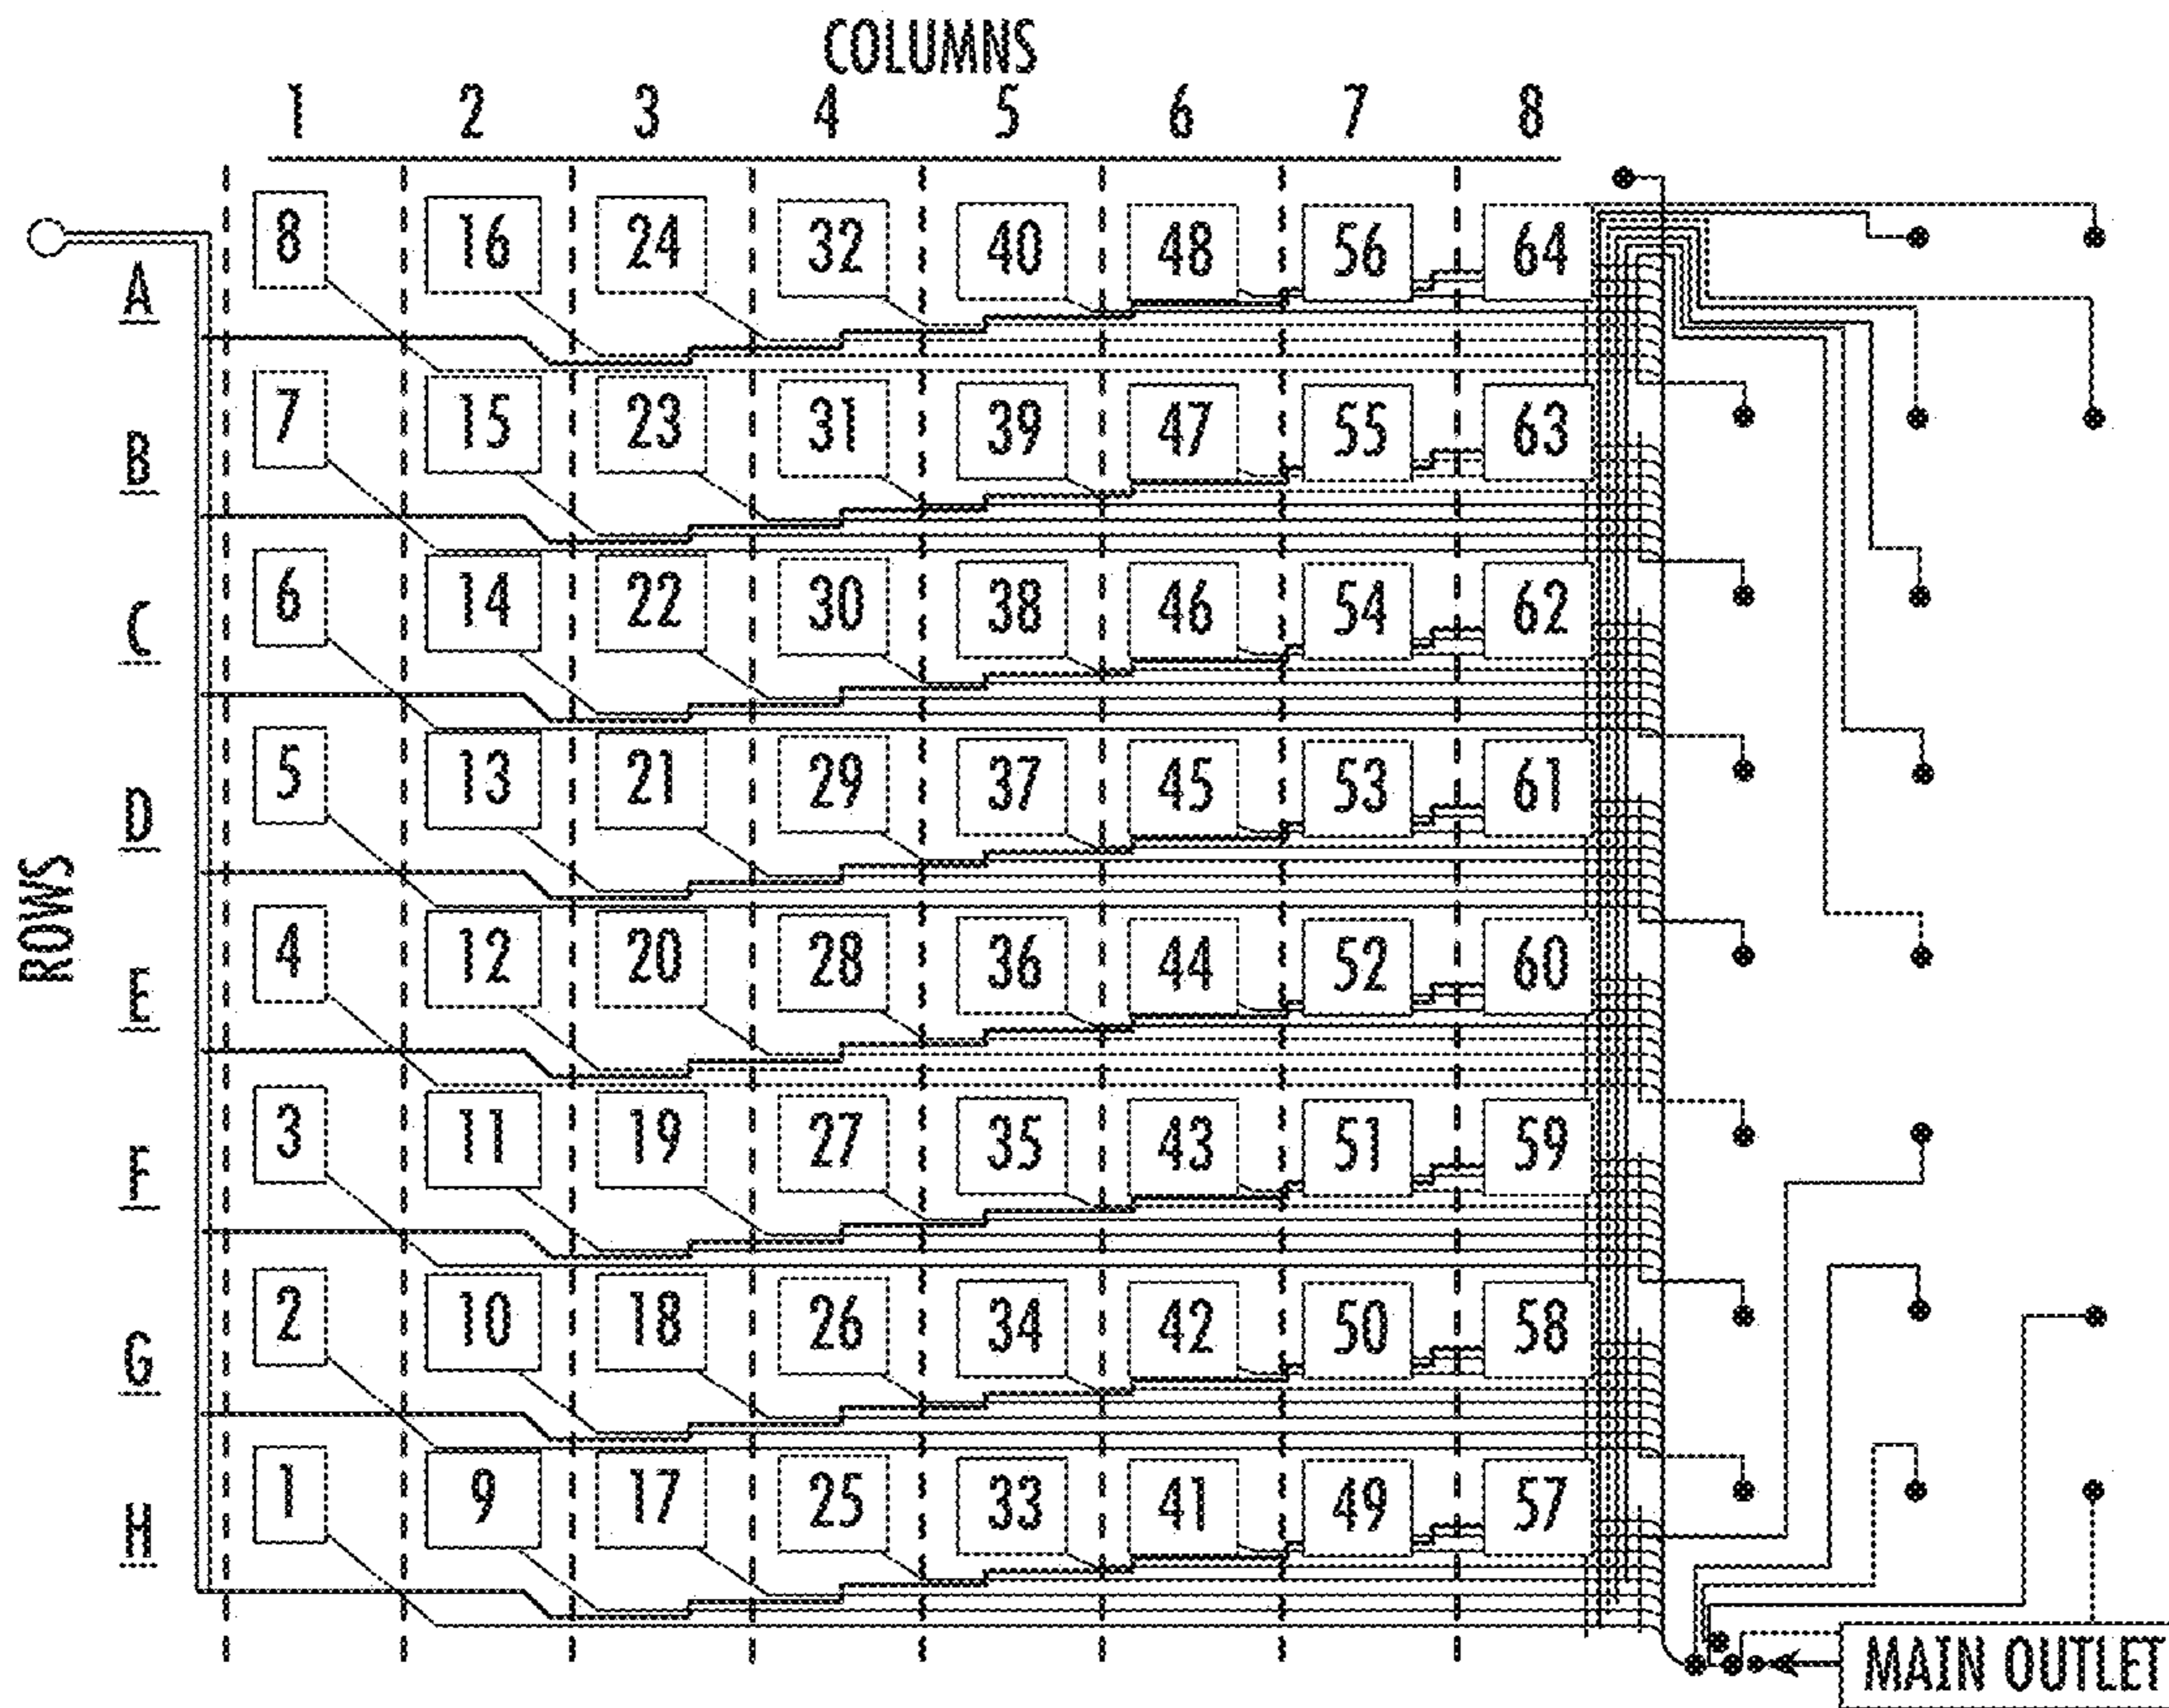 COLUMNS
1 2 3 4 5 6 7 8
8 16 24 32 40 48 56 64
A
7 15 23 31 39 47 55 63
B
6 14 22 30 38 46 54 62
C
5 13 21 29 37 45 53 61
D
ROWS
4 12 20 28 36 44 52 60
E
3 11 19 27 35 43 51 59
F
2 10 18 26 34 42 50 58
G
1 9 17 25 33 41 49 57
H
MAIN OUTLET